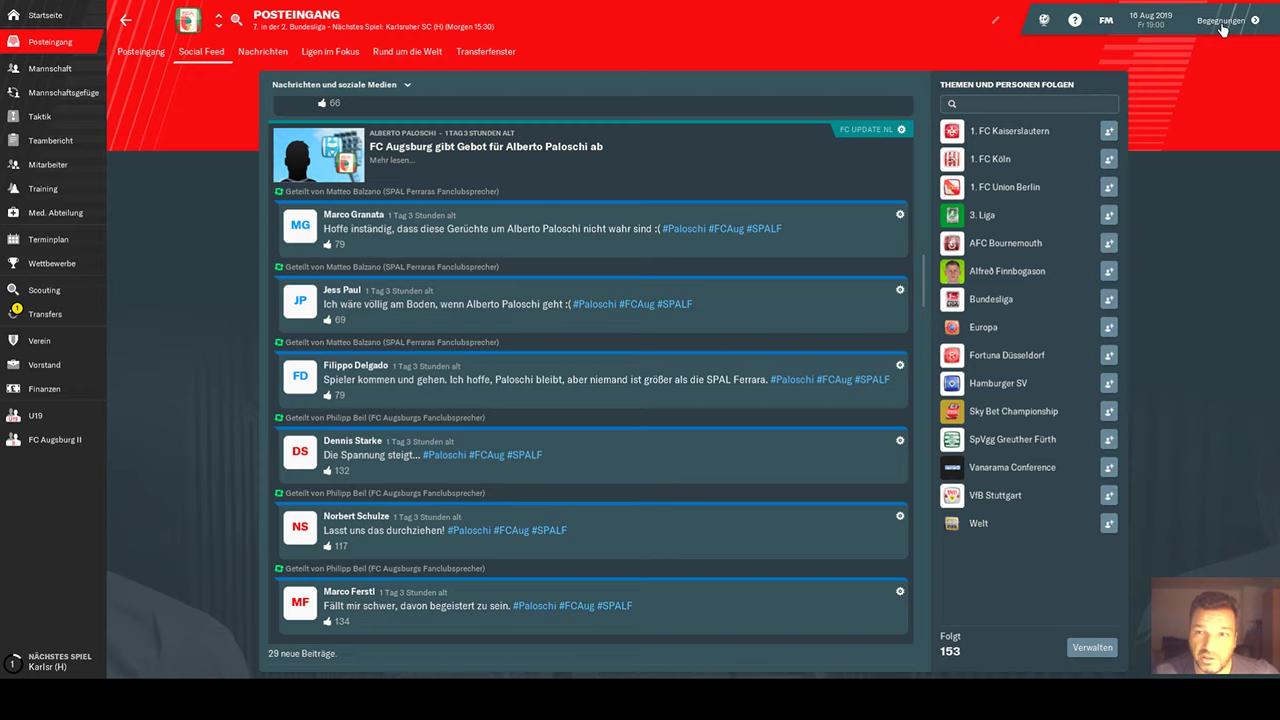 Startseite
Posteingang
Mannschaft
Mannschaftsgefüge
Taktik
Teambericht
Mitarbeiter
Training
Med. Abteilung
Terminplan
Wettbewerbe
Scouting
1
Transfers
Verein
Vorstand
Finanzen
U19
FC Augsburg II
1
NÄCHSTES SPIEL
Karlsr (H)
POSTEINGANG
7. in der 2. Bundesliga - Nächstes Spiel: Karlsruher SC (H) (Morgen 15:30)
? FM
16 Aug 2019
Fr 19:00
Begegnungen
Posteingang Social Feed Nachrichten Ligen im Fokus Rund um die Welt Transferfenster
Nachrichten und soziale Medien
66
ALBERTO PALOSCHI - 1 TAG 3 STUNDEN ALT
FC UPDATE.NL
FC Augsburg gibt Gebot für Alberto Paloschi ab
Mehr lesen...
Geteilt von Matteo Balzano (SPAL Ferraras Fanclubsprecher)
MG
Marco Granata 1 Tag 3 Stunden alt
Hoffe inständig, dass diese Gerüchte um Alberto Paloschi nicht wahr sind :( #Paloschi #FCAug #SPALF
79
Geteilt von Matteo Balzano (SPAL Ferraras Fanclubsprecher)
JP
Jess Paul 1 Tag 3 Stunden alt
Ich wäre völlig am Boden, wenn Alberto Paloschi geht :( #Paloschi #FCAug #SPALF
69
Geteilt von Matteo Balzano (SPAL Ferraras Fanclubsprecher)
FD
Filippo Delgado 1 Tag 3 Stunden alt
Spieler kommen und gehen. Ich hoffe, Paloschi bleibt, aber niemand ist größer als die SPAL Ferrara. #Paloschi #FCAug #SPALF
79
Geteilt von Philipp Beil (FC Augsburgs Fanclubsprecher)
DS
Dennis Starke 1 Tag 3 Stunden alt
Die Spannung steigt... #Paloschi #FCAug #SPALF
132
Geteilt von Philipp Beil (FC Augsburgs Fanclubsprecher)
NS
Norbert Schulze 1 Tag 3 Stunden alt
Lasst uns das durchziehen! #Paloschi #FCAug #SPALF
117
Geteilt von Philipp Beil (FC Augsburgs Fanclubsprecher)
MF
Marco Ferstl 1 Tag 3 Stunden alt
Fällt mir schwer, davon begeistert zu sein. #Paloschi #FCAug #SPALF
134
29 neue Beiträge.
THEMEN UND PERSONEN FOLGEN
1. FC Kaiserslautern
1. FC Köln
1. FC Union Berlin
3. Liga
AFC Bournemouth
Alfreð Finnbogason
Bundesliga
Europa
Fortuna Düsseldorf
Hamburger SV
Sky Bet Championship
SpVgg Greuther Fürth
Vanarama Conference
VfB Stuttgart
Welt
Folgt
153
Verwalten